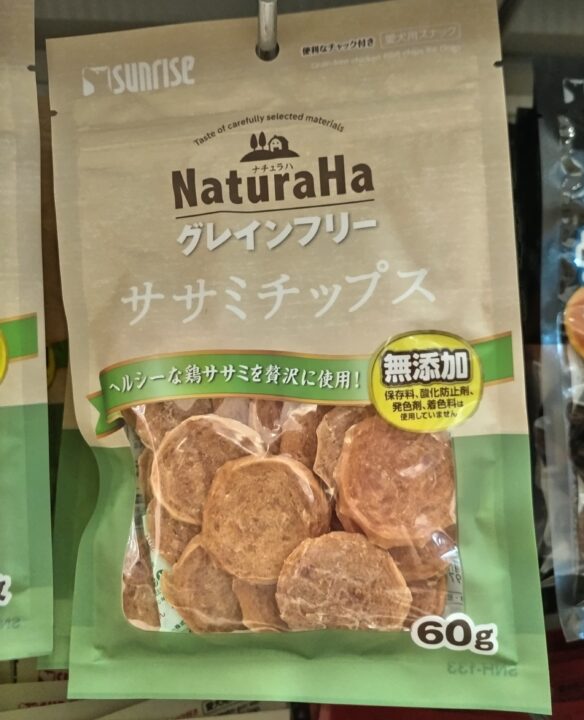 sunrise
便利なチャック付き
愛犬用スナック
Taste of carefully selected materials
ナチュラハ
NaturaHa
グレインフリー
ササミチップス
ヘルシーな鶏ササミを贅沢に使用!
無添加
保存料、酸化防止剤、
発色剤、着色料は
使用していません。
60g
SNH-133